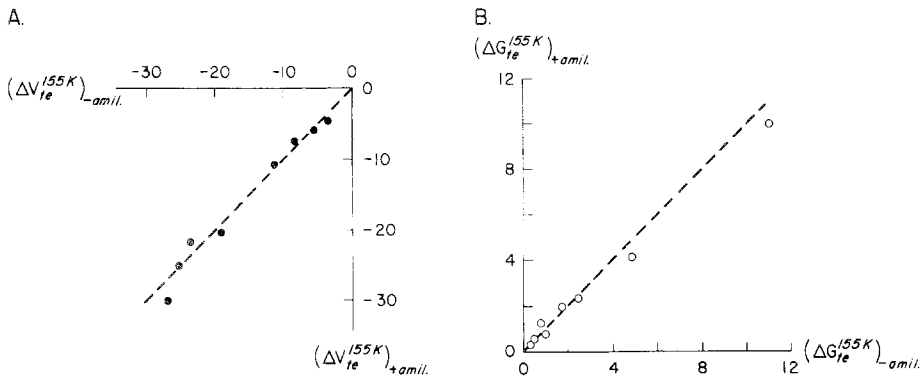 A.
-30 -20 -10 0
(ΔV_te^155K)_-amil.
0
-10
-20
-30
(ΔV_te^155K)_+amil.
B.
(ΔG_te^155K)_+amil.
12
8
4
0
0 4 8 12
(ΔG_te^155K)_-amil.